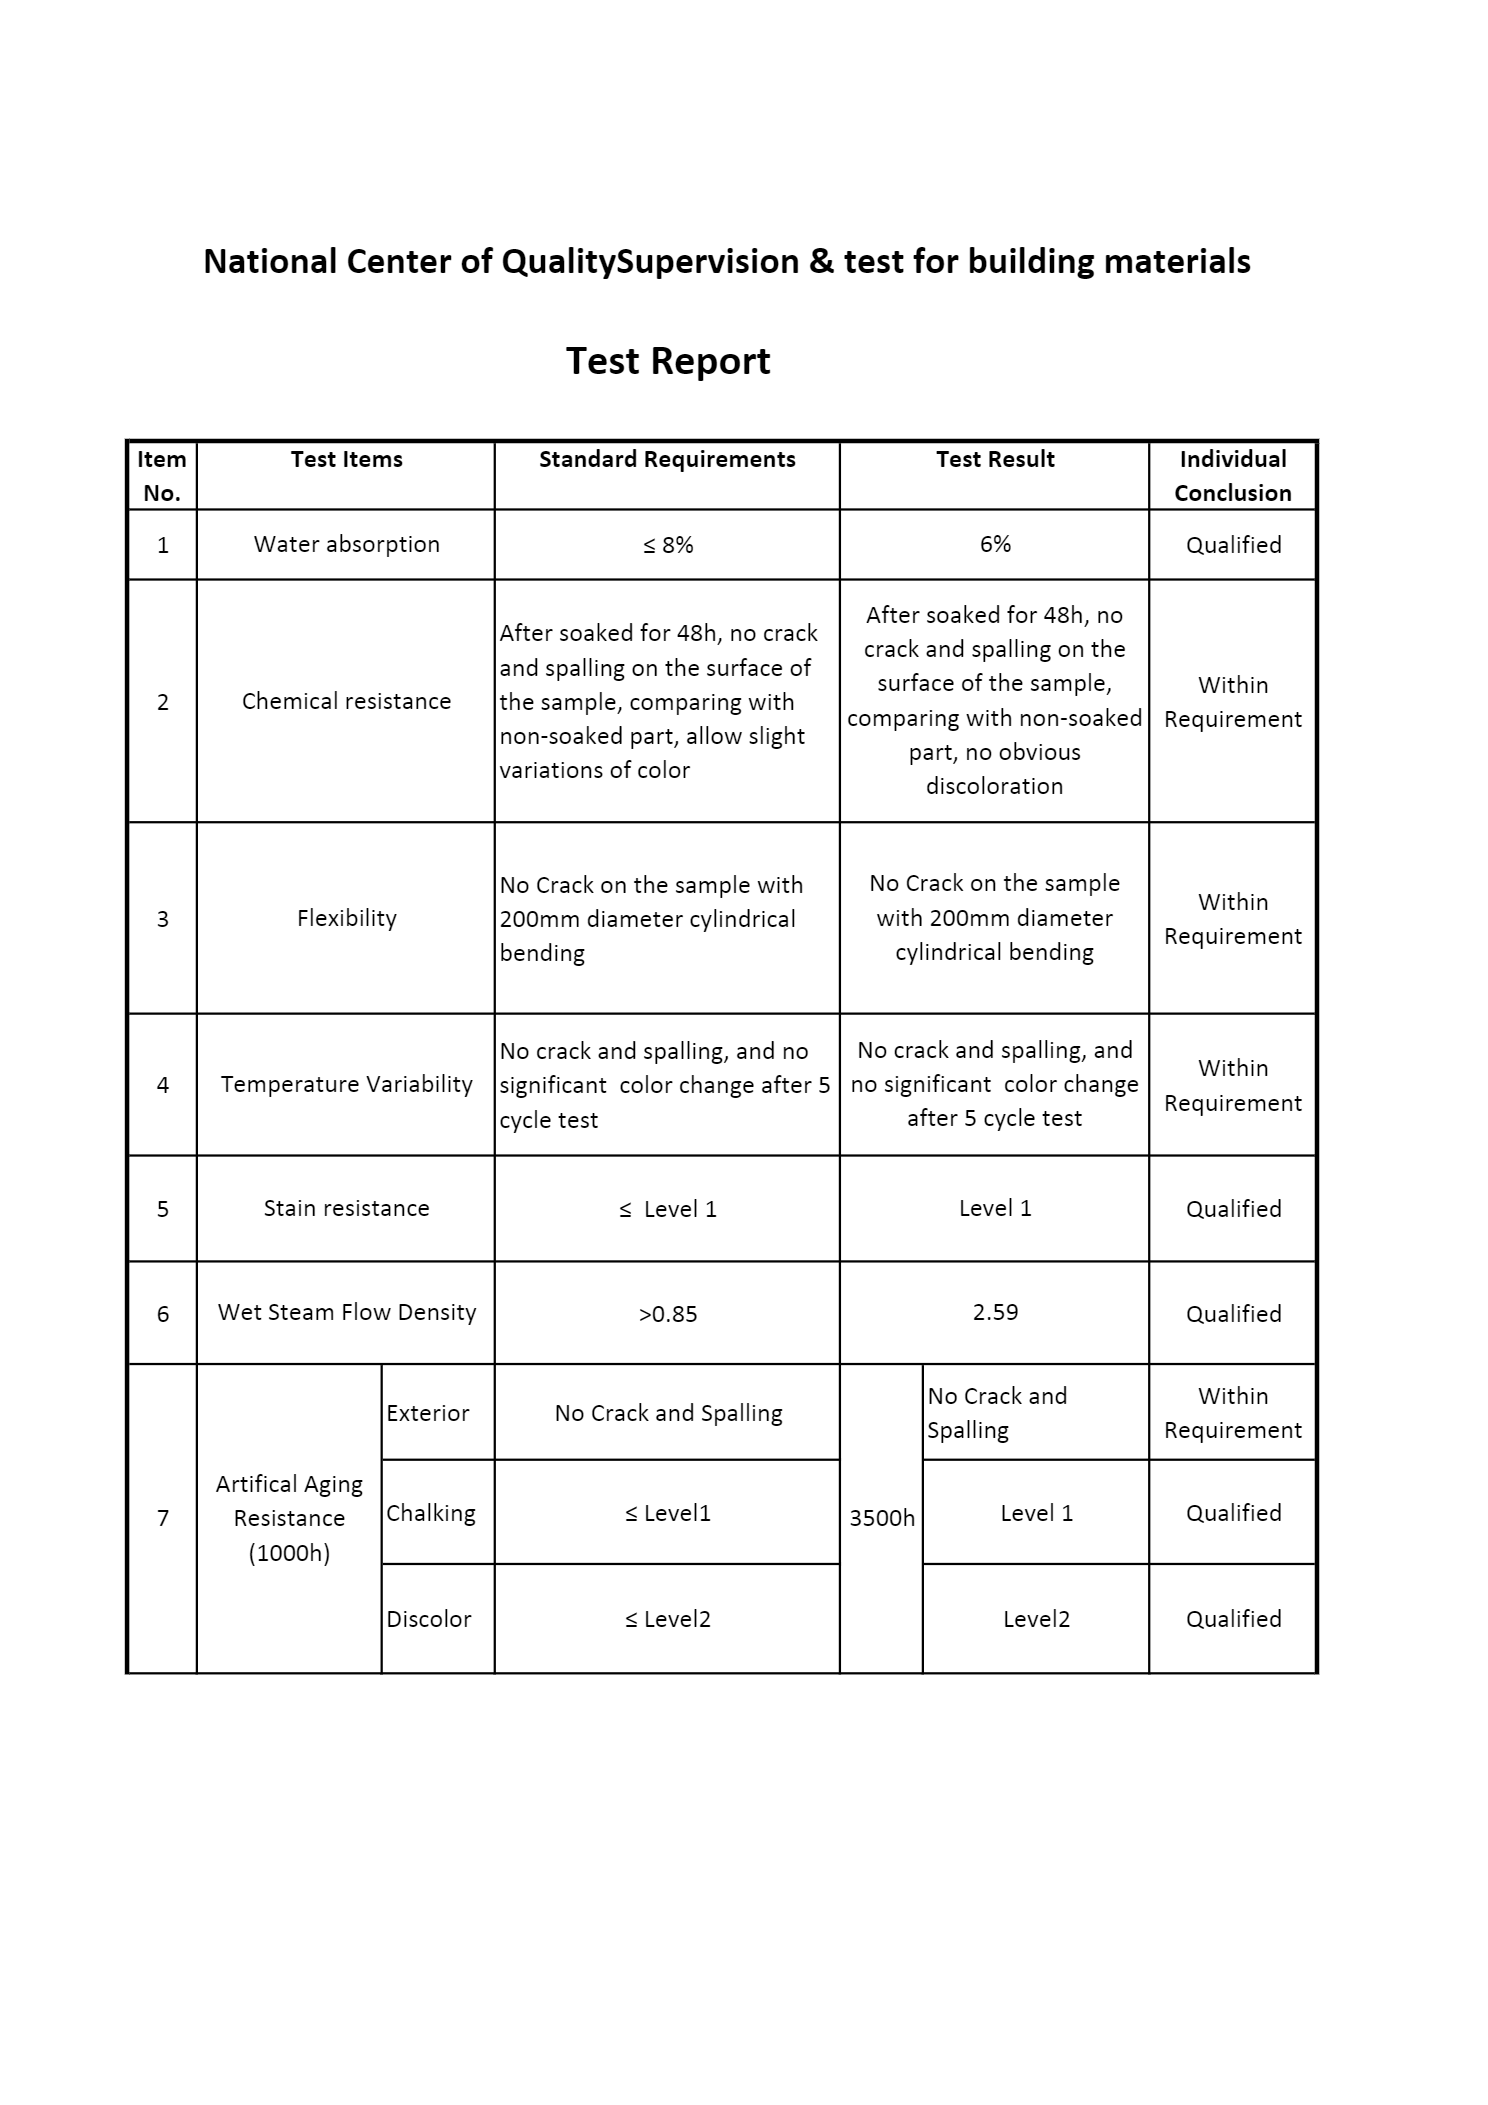 National Center of QualitySupervision & test for building materials
Test Report
Item No. Test Items Standard Requirements Test Result Individual Conclusion
1 Water absorption ≤ 8% 6% Qualified
2
Chemical resistance
After soaked for 48h, no crack
and spalling on the surface of
the sample, comparing with
non-soaked part, allow slight
variations of color
After soaked for 48h, no
crack and spalling on the
surface of the sample,
comparing with non-soaked
part, no obvious
discoloration
Within
Requirement
3
Flexibility
No Crack on the sample with
200mm diameter cylindrical
bending
No Crack on the sample
with 200mm diameter
cylindrical bending
Within
Requirement
4
Temperature Variability
No crack and spalling, and no
significant  color change after 5
cycle test
No crack and spalling, and
no significant  color change
after 5 cycle test
Within
Requirement
5 Stain resistance ≤  Level 1 Level 1 Qualified
6 Wet Steam Flow Density >0.85 2.59 Qualified
7
Artifical Aging
Resistance
(1000h)
Exterior
No Crack and Spalling
3500h
No Crack and
Spalling
Within
Requirement
Chalking ≤ Level1 Level 1 Qualified
Discolor ≤ Level2 Level2 Qualified